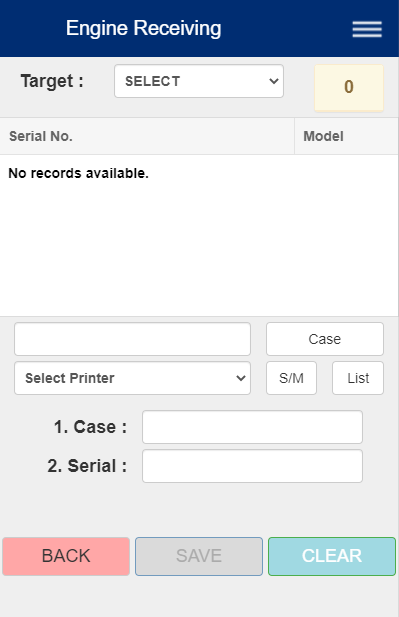 Engine Receiving
Target : SELECT 0
Serial No. Model
No records available.
Case
Select Printer S/M List
1. Case :
2. Serial :
BACK SAVE CLEAR